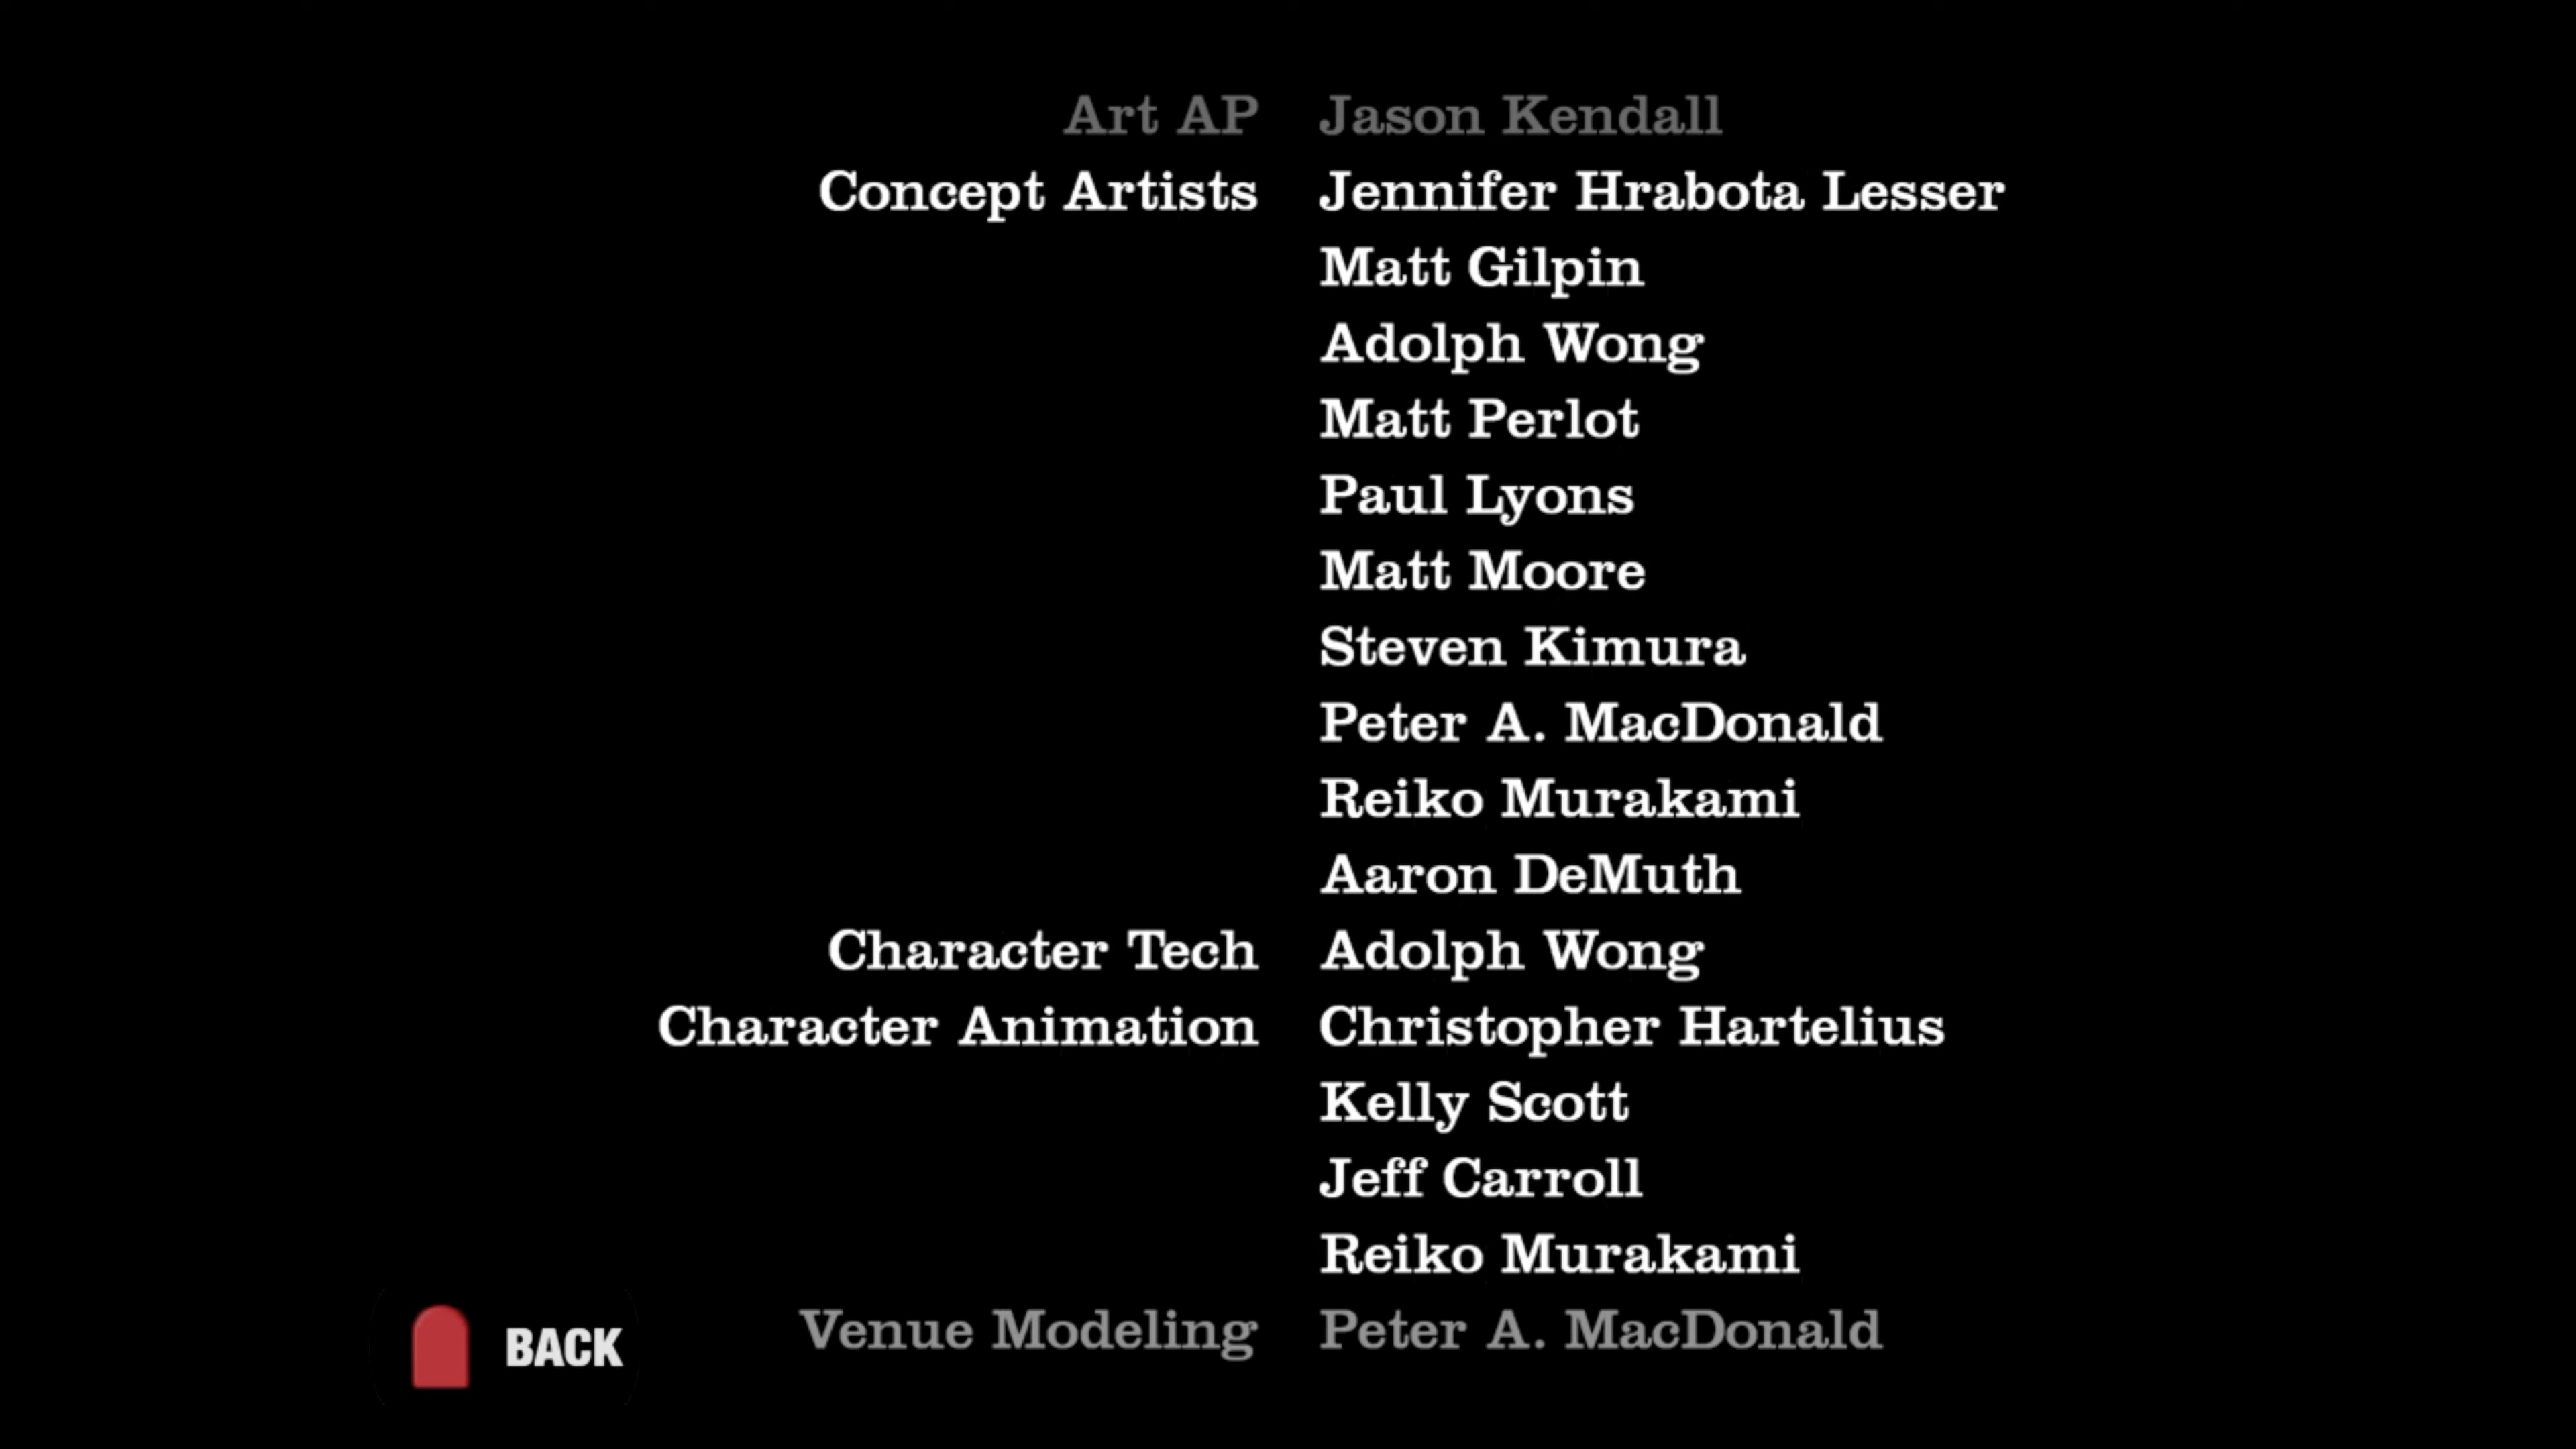 Art AP Jason Kendall
Concept Artists Jennifer Hrabota Lesser
Matt Gilpin
Adolph Wong
Matt Perlot
Paul Lyons
Matt Moore
Steven Kimura
Peter A. MacDonald
Reiko Murakami
Aaron DeMuth
Character Tech Adolph Wong
Character Animation Christopher Hartelius
Kelly Scott
Jeff Carroll
Reiko Murakami
Venue Modeling Peter A. MacDonald
BACK